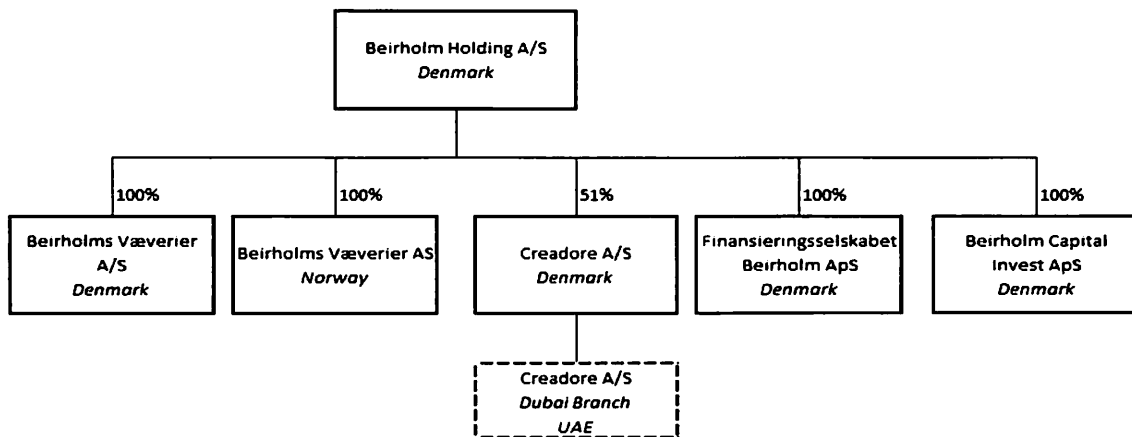 Beirholm Holding A/S
Denmark
100%
100%
51%
100%
100%
Beirholms Væverier
A/S
Denmark
Beirholms Væverier AS
Norway
Creadore A/S
Denmark
Finansieringsselskabet
Beirholm ApS
Denmark
Beirholm Capital
Invest ApS
Denmark
Creadore A/S
Dubai Branch
UAE